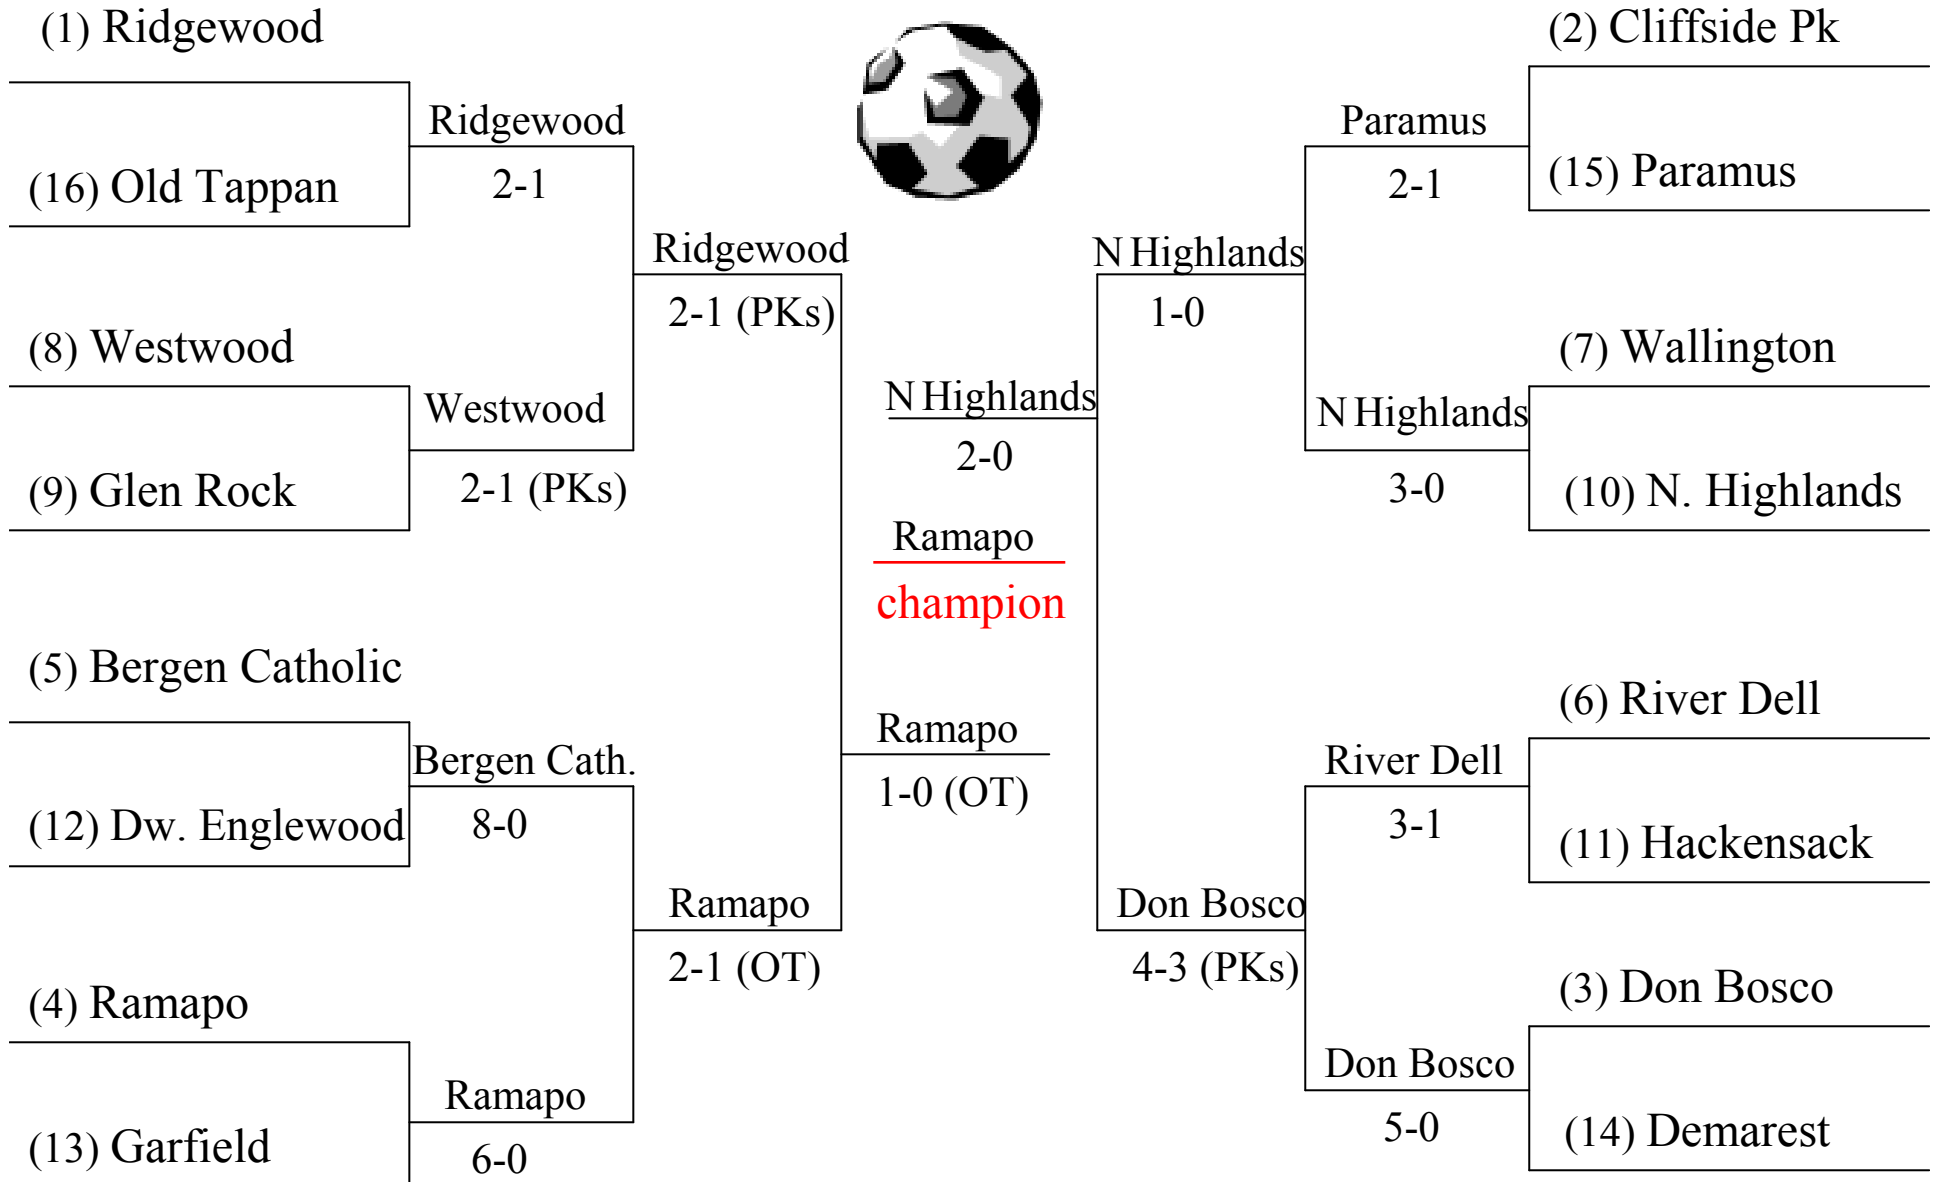 (1) Ridgewood
(16) Old Tappan
(8) Westwood
(9) Glen Rock
(5) Bergen Catholic
(12) Dw. Englewood
(4) Ramapo
(13) Garfield
Ridgewood
2-1
Westwood
2-1 (PKs)
Bergen Cath.
8-0
Ramapo
6-0
Ridgewood
2-1 (PKs)
Ramapo
2-1 (OT)
N Highlands
2-0
Ramapo
champion
Ramapo
1-0 (OT)
N Highlands
1-0
Don Bosco
4-3 (PKs)
Paramus
2-1
N Highlands
3-0
River Dell
3-1
Don Bosco
5-0
(2) Cliffside Pk
(15) Paramus
(7) Wallington
(10) N. Highlands
(6) River Dell
(11) Hackensack
(3) Don Bosco
(14) Demarest